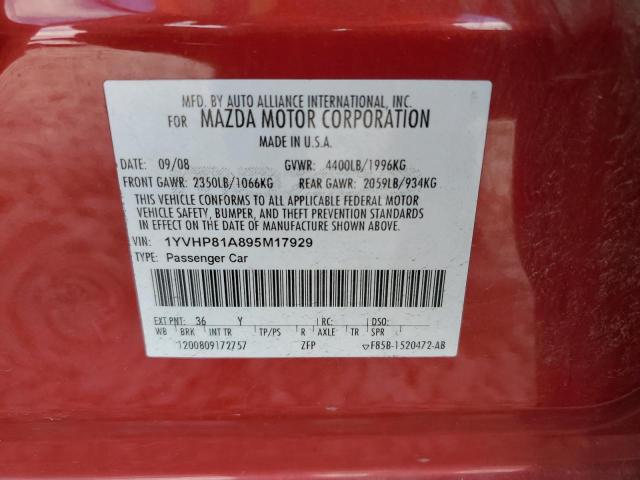 MFD. BY AUTO ALLIANCE INTERNATIONAL, INC.
FOR MAZDA MOTOR CORPORATION
MADE IN U.S.A.
DATE: 09/08 GVWR: 4400LB/1996KG
FRONT GAWR: 2350LB/1066KG REAR GAWR: 2059LB/934KG
THIS VEHICLE CONFORMS TO ALL APPLICABLE FEDERAL MOTOR
VEHICLE SAFETY, BUMPER, AND THEFT PREVENTION STANDARDS
IN EFFECT ON THE DATE OF MANUFACTURE SHOWN ABOVE.
VIN: 1YVHP81A895M17929
TYPE: Passenger Car
EXT PNT: 36 Y RC: DSO:
WB BRK INT TR TP/PS R AXLE TR SPR
1200809172757 ZFP ▽F85B-1520472-AB